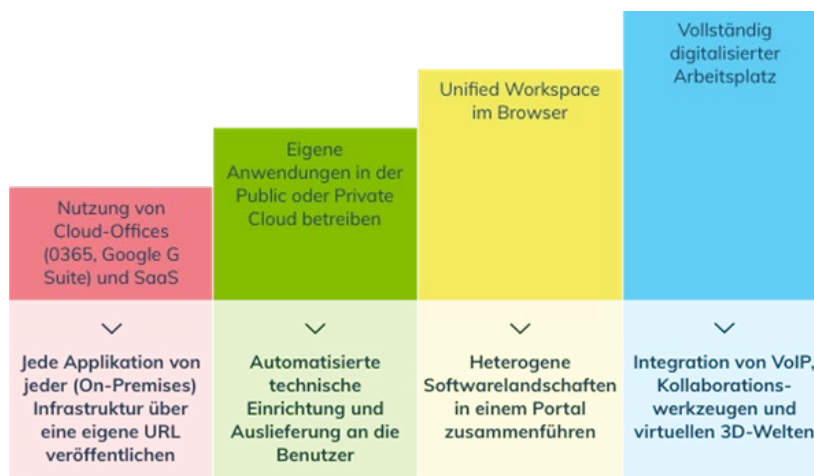 Nutzung von
Cloud-Offices
(0365, Google G
Suite) und SaaS
Jede Applikation von
jeder (On-Premises)
Infrastruktur über
eine eigene URL
veröffentlichen
Eigene
Anwendungen in der
Public oder Private
Cloud betreiben
Automatisierte
technische
Einrichtung und
Auslieferung an die
Benutzer
Unified Workspace
im Browser
Heterogene
Softwarelandschaften
in einem Portal
zusammenführen
Vollständig
digitalisierter
Arbeitsplatz
Integration von VoIP,
Kollaborations-
werkzeugen und
virtuellen 3D-Welten